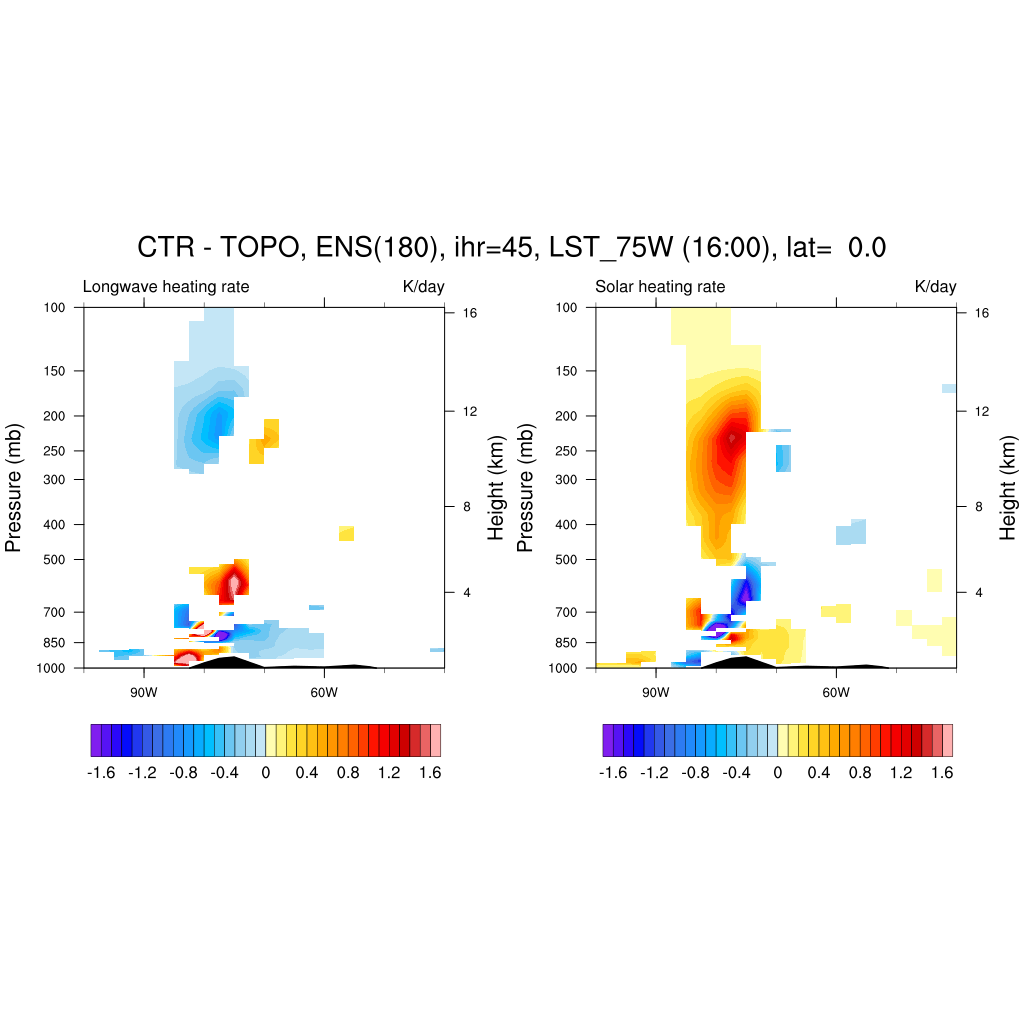 CTR - TOPO, ENS(180), ihr=45, LST_75W (16:00), lat=  0.0
Longwave heating rate K/day
Pressure (mb)
100
150
200
250
300
400
500
700
850
1000
16
12
8
4
Height (km)
90W 60W
-1.6 -1.2 -0.8 -0.4 0 0.4 0.8 1.2 1.6
Solar heating rate K/day
Pressure (mb)
100
150
200
250
300
400
500
700
850
1000
16
12
8
4
Height (km)
90W 60W
-1.6 -1.2 -0.8 -0.4 0 0.4 0.8 1.2 1.6